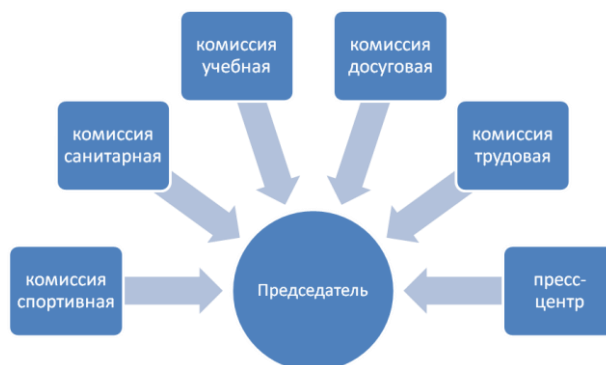 комиссия
учебная
комиссия
досуговая
комиссия
санитарная
комиссия
трудовая
комиссия
спортивная
Председатель
пресс-
центр